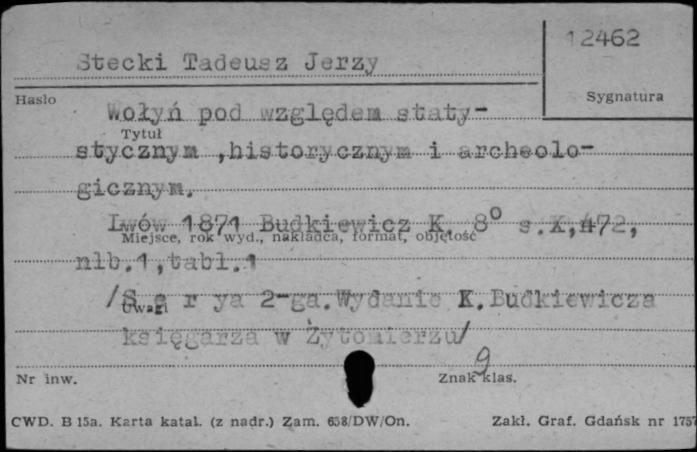 12462
Stecki Tadeusz Jerzy
Hasło
Sygnatura
Wołyń pod względem staty-
Tytuł
stycznym ,historycznym i archeolo-
gicznym.
Lwów 1871 Budkiewicz K. 8° s.X,472,
Miejsce, rok wyd., nakładca, format, objętość
nlb.1,tabl.1
/S e r ya 2-ga.Wydanie K.Budkiewicza
Uwagi
księgarza w Żytomierzu/
9
Nr inw.
Znak klas.
CWD. B 15a. Karta katal. (z nadr.) Zam. 658/DW/On.
Zakł. Graf. Gdańsk nr 1757